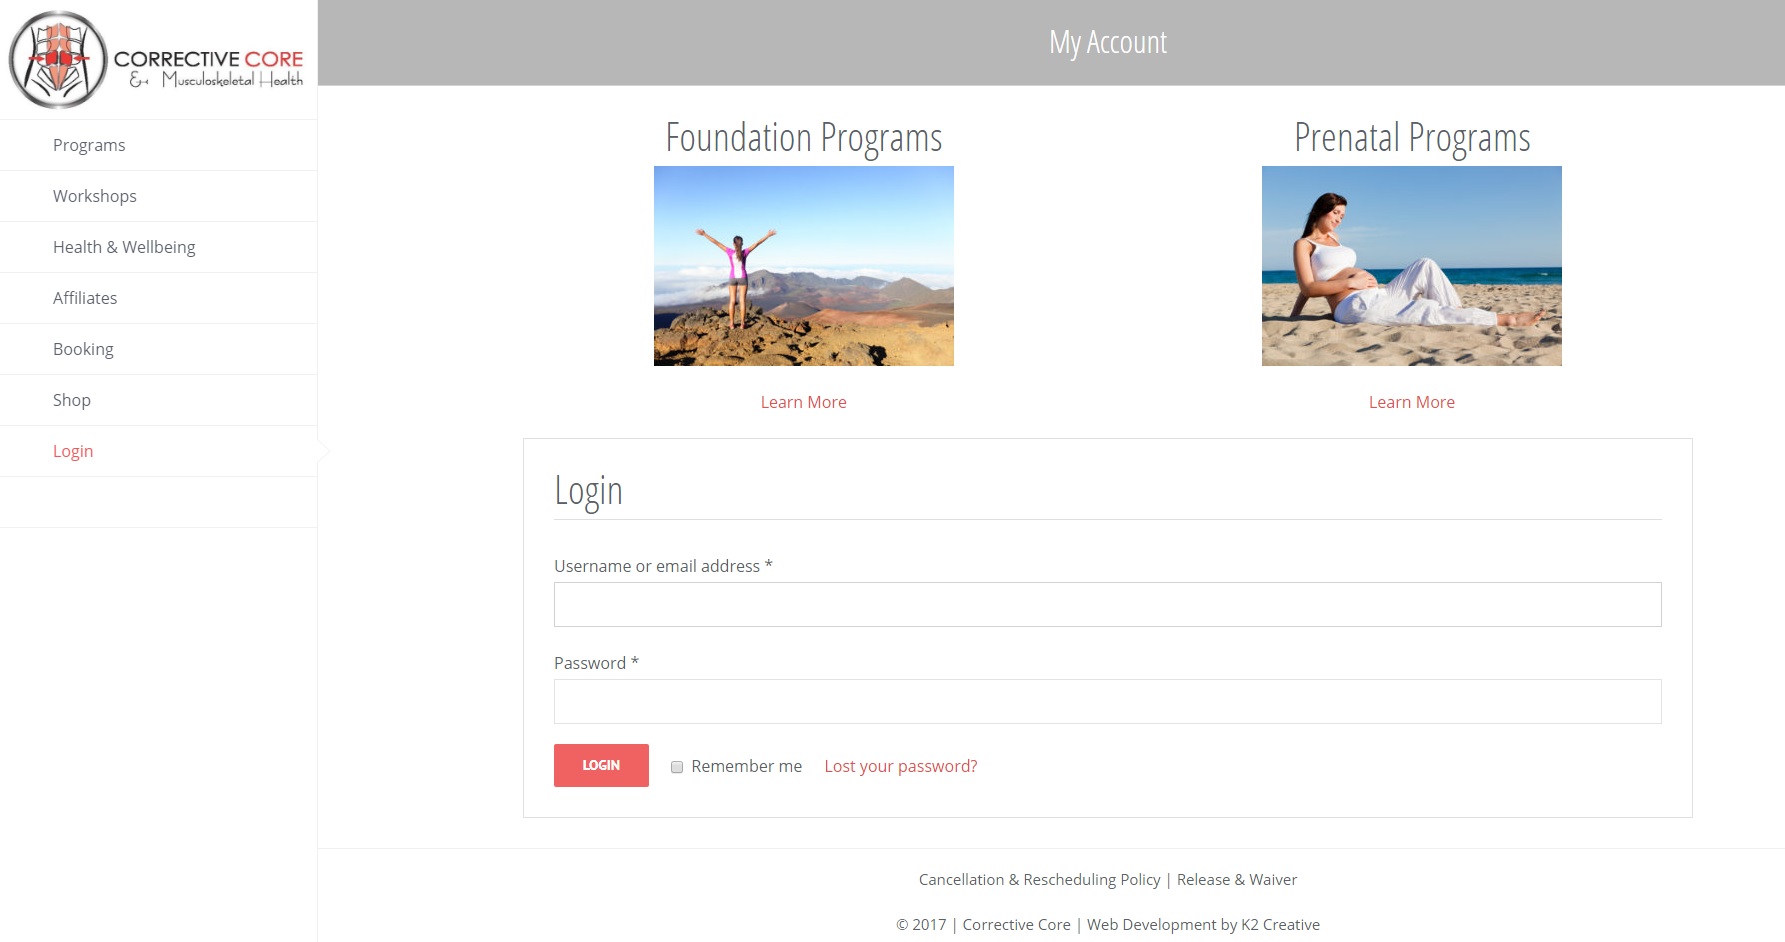 CORRECTIVE CORE
& Musculoskeletal Health
Programs
Workshops
Health & Wellbeing
Affiliates
Booking
Shop
Login
My Account
Foundation Programs
Prenatal Programs
Learn More
Learn More
Login
Username or email address *
Password *
LOGIN
Remember me
Lost your password?
Cancellation & Rescheduling Policy | Release & Waiver
© 2017 | Corrective Core | Web Development by K2 Creative